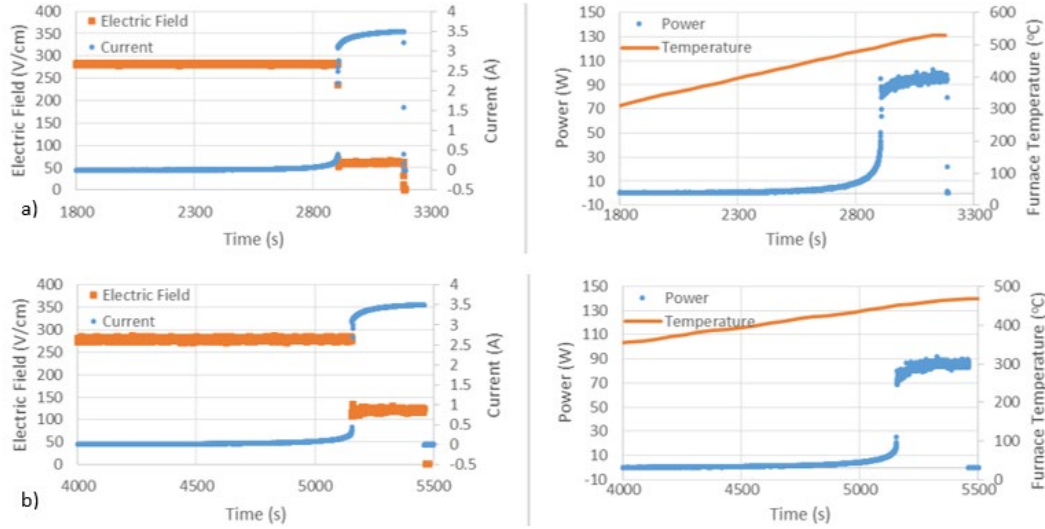 400
350
300
250
200
150
100
50
0
Electric Field (V/cm)
Electric Field
Current
4
3.5
3
2.5
2
1.5
1
0.5
0
-0.5
Current (A)
1800 2300 2800 3300
Time (s)
a)
150
130
110
90
70
50
30
10
-10
Power (W)
Power
Temperature
600
500
400
300
200
100
0
Furnace Temperature (°C)
1800 2300 2800 3300
Time (s)
400
350
300
250
200
150
100
50
0
Electric Field (V/cm)
Electric Field
Current
4
3.5
3
2.5
2
1.5
1
0.5
0
-0.5
Current (A)
4000 4500 5000 5500
Time (s)
b)
150
130
110
90
70
50
30
10
-10
Power (W)
Power
Temperature
500
400
300
200
100
0
Furnace Temperature (°C)
4000 4500 5000 5500
Time (s)